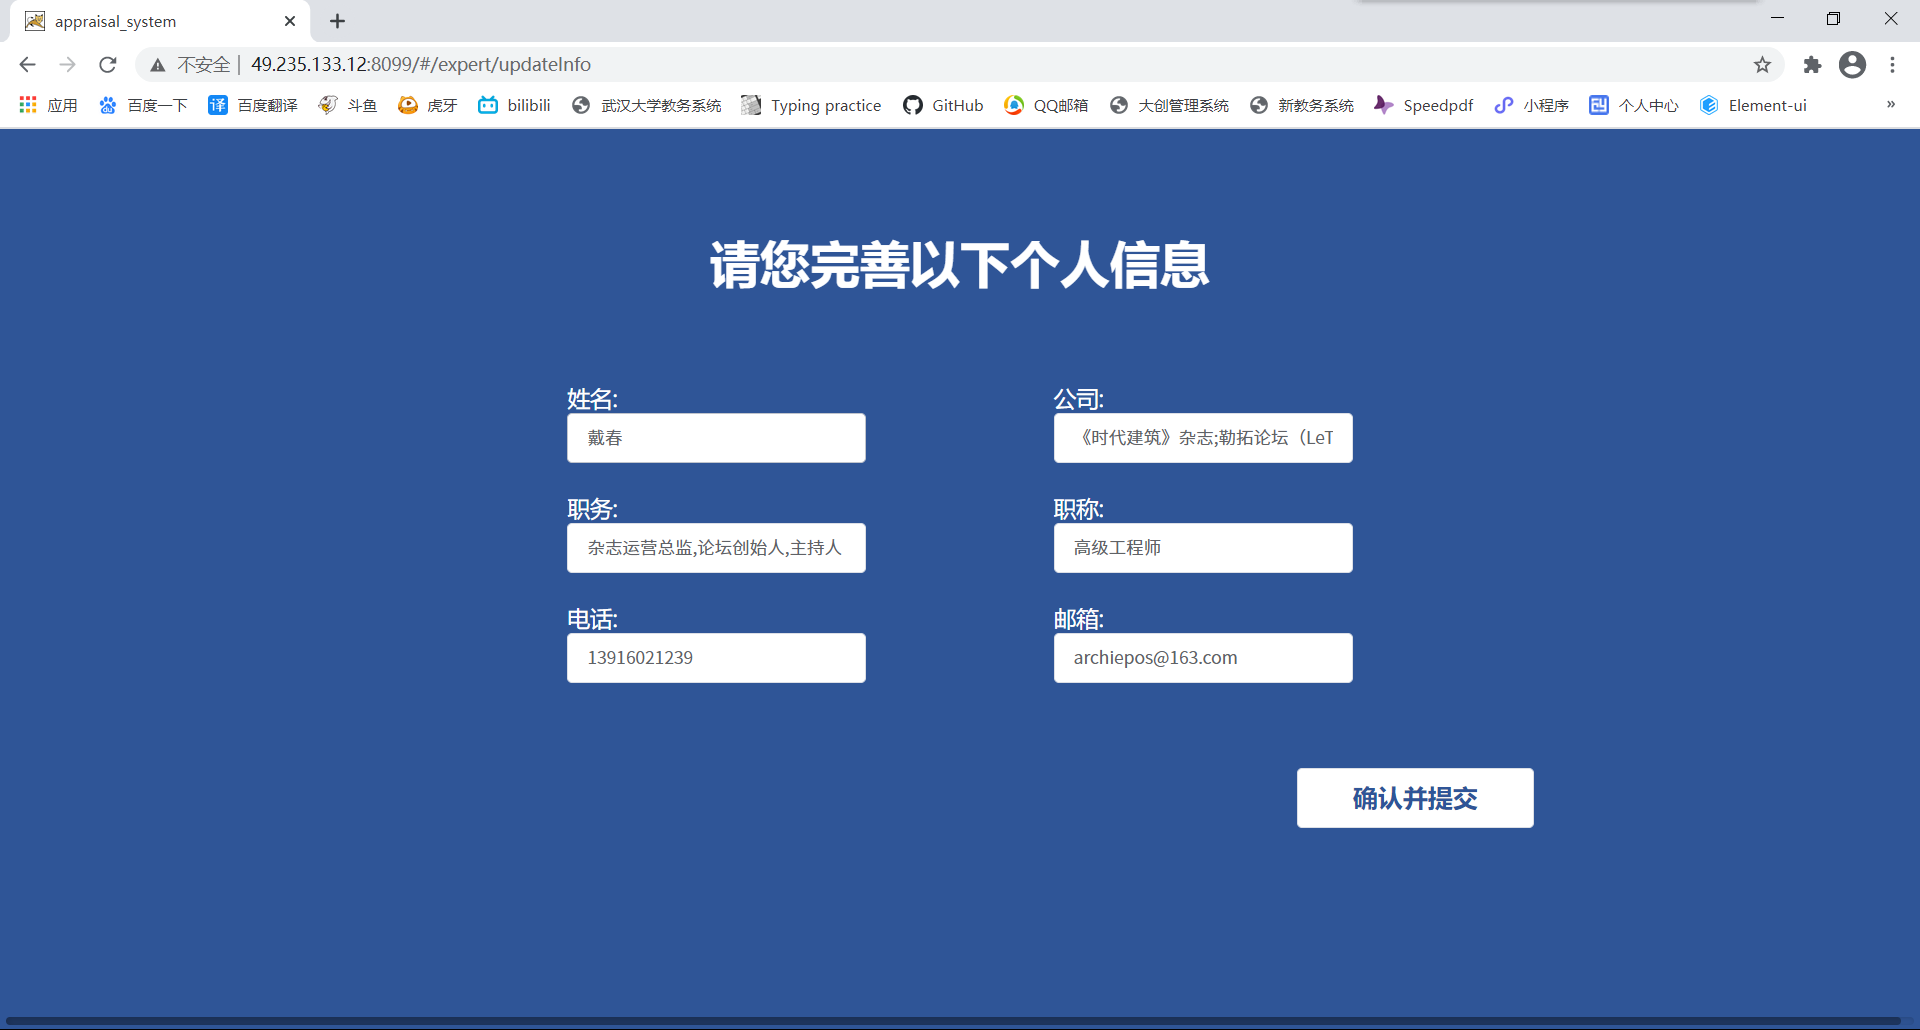 appraisal_system
不安全 | 49.235.133.12:8099/#/expert/updateInfo
应用 百度一下 译 百度翻译 斗鱼 虎牙 bilibili 武汉大学教务系统 Typing practice GitHub QQ邮箱 大创管理系统 新教务系统 Speedpdf 小程序 个人中心 Element-ui »
请您完善以下个人信息
姓名: 公司:
戴春 《时代建筑》杂志;勒拓论坛（LeT
职务: 职称:
杂志运营总监,论坛创始人,主持人 高级工程师
电话: 邮箱:
13916021239 archiepos@163.com
确认并提交